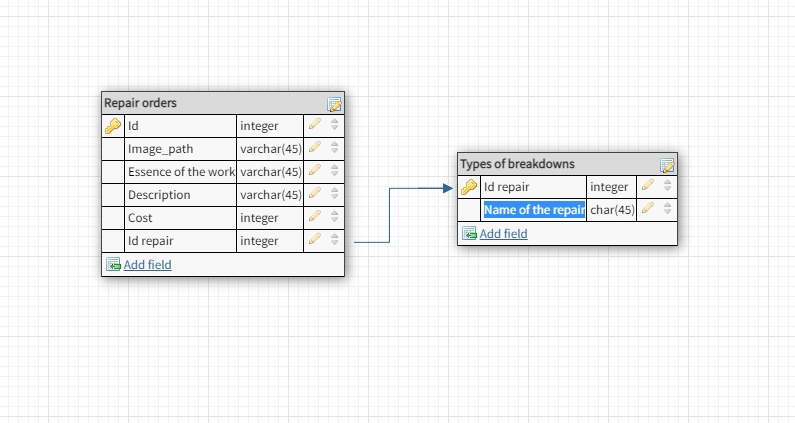 Repair orders
Id integer
Image_path varchar(45)
Essence of the work varchar(45)
Description varchar(45)
Cost integer
Id repair integer
Add field
Types of breakdowns
Id repair integer
Name of the repair char(45)
Add field